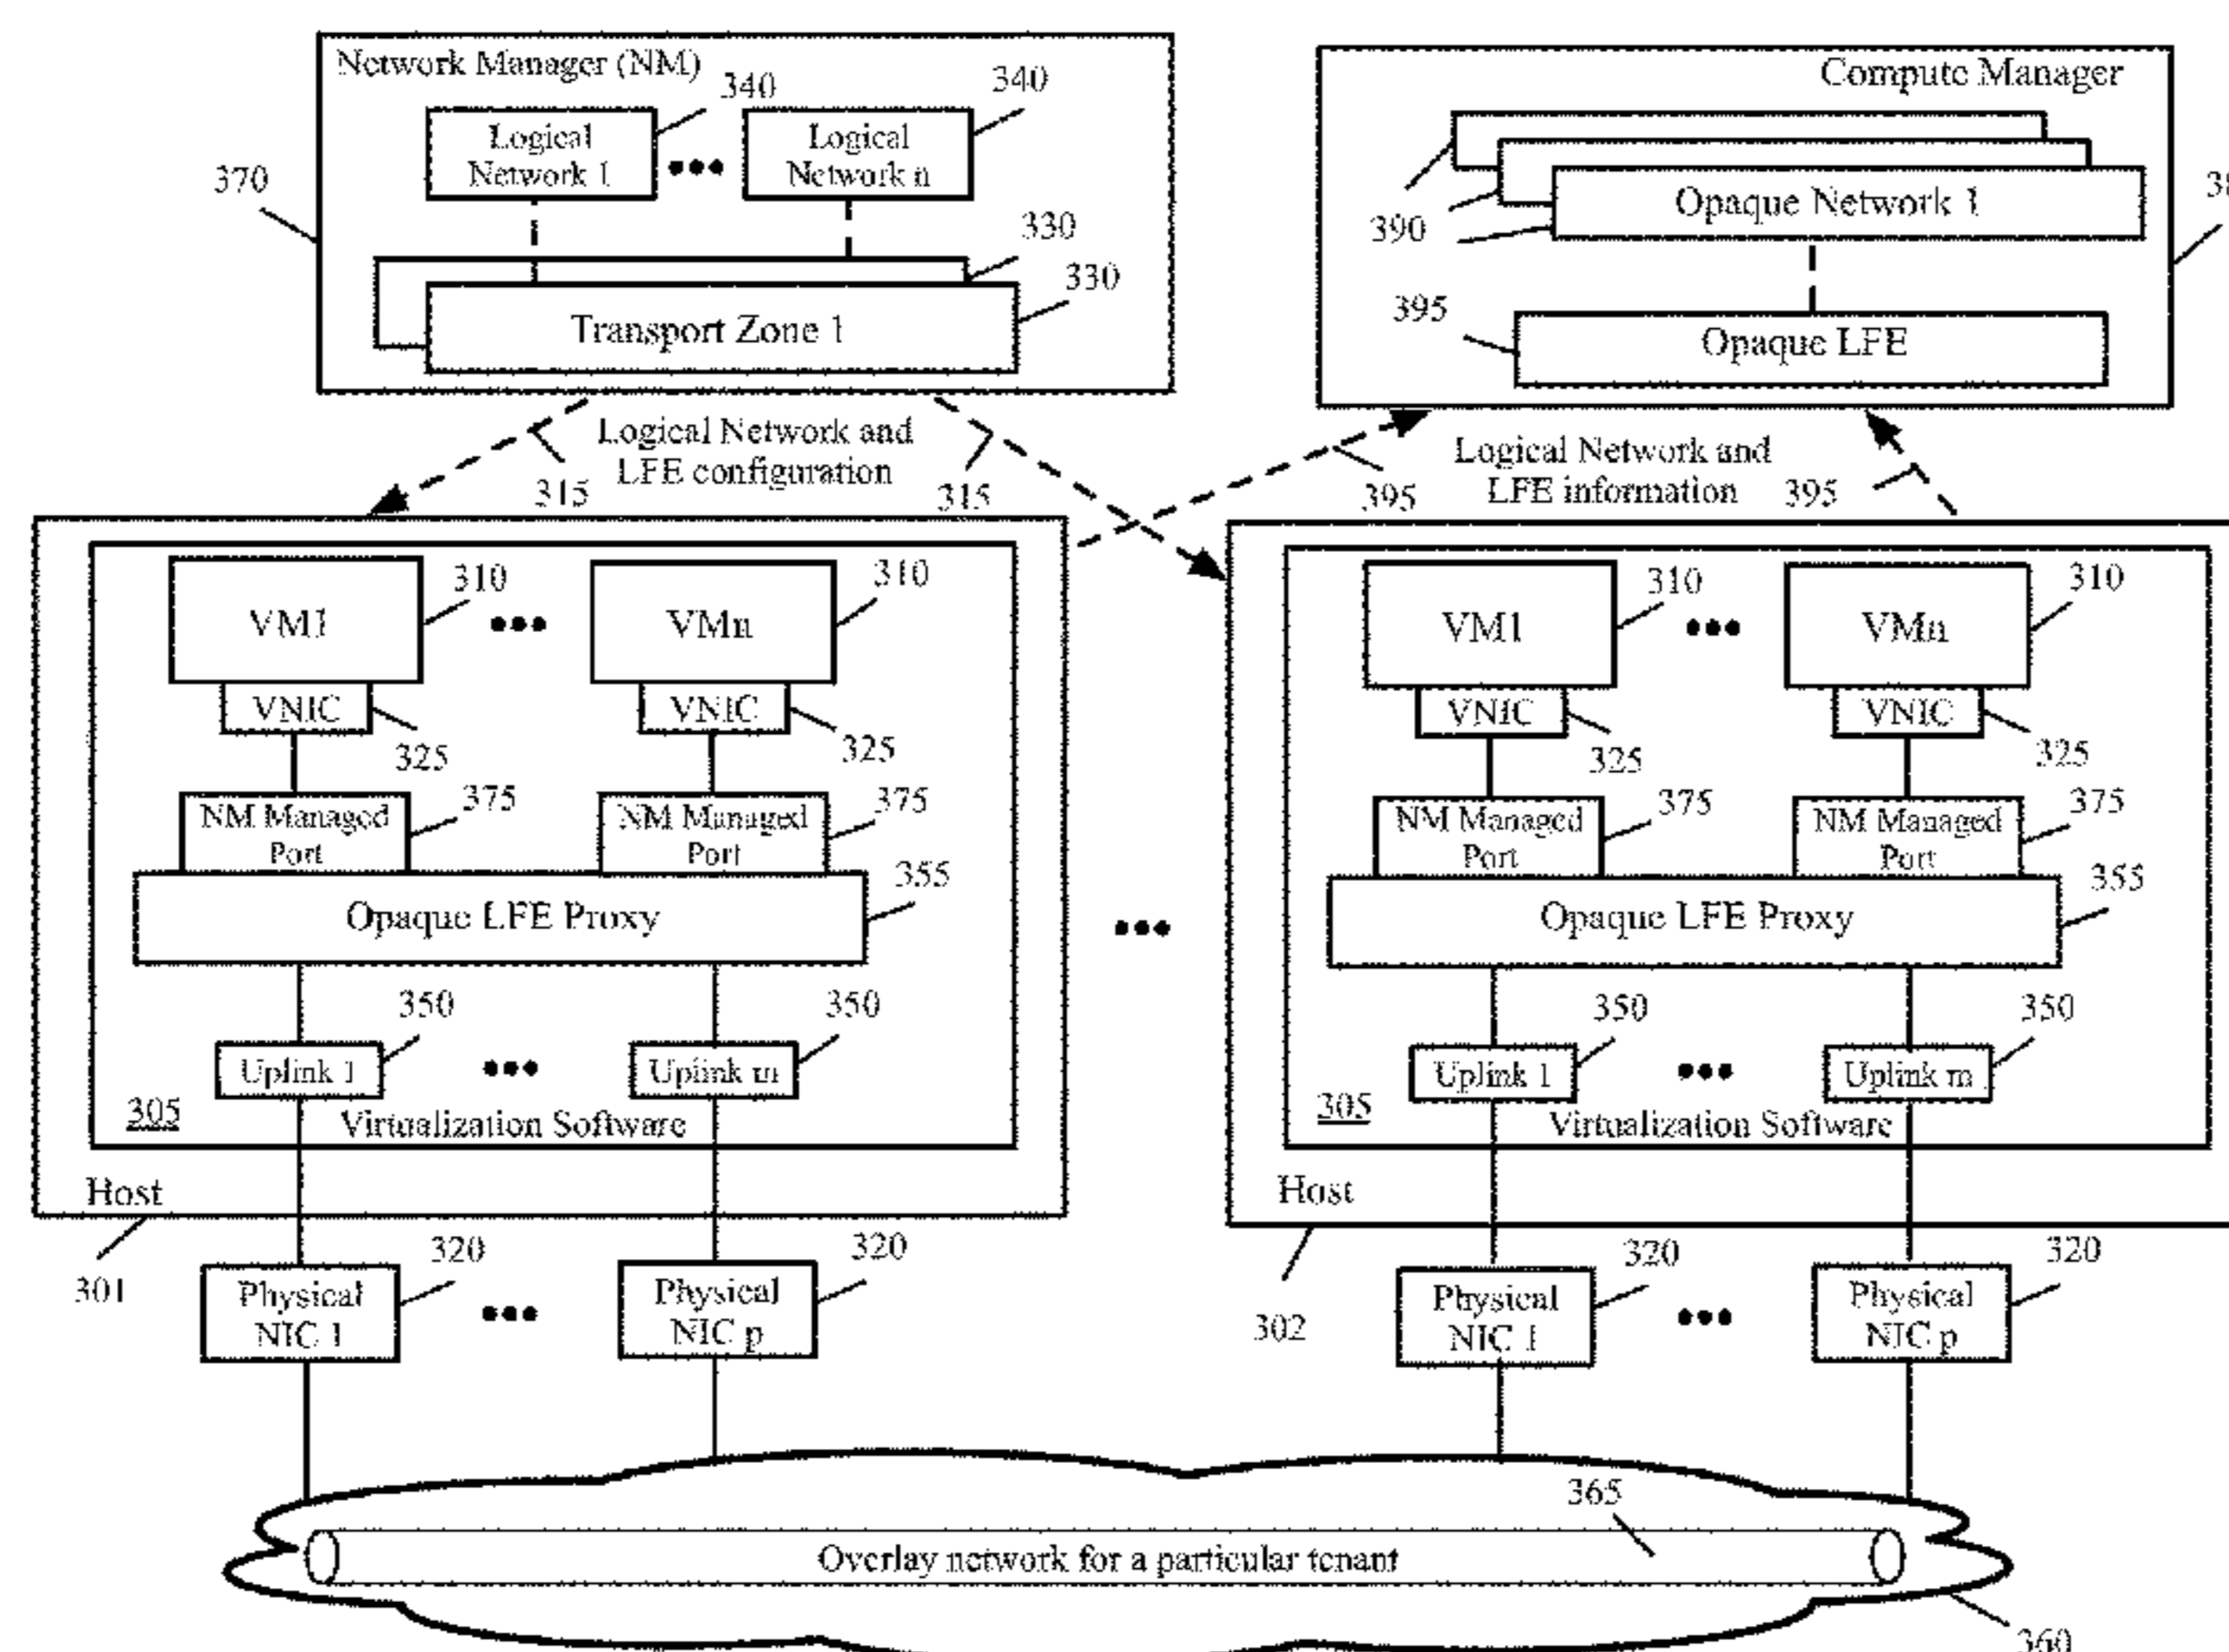 Network Manager (NM)
340
340
Logical
Network 1
Logical
Network n
370
330
330
Transport Zone 1
Compute Manager
390
Opaque Network 1
395
Opaque LFE
Logical Network and
LFE configuration
315
315
Logical Network and
LFE information
395
395
VM1
310
VMn
310
VNIC
325
VNIC
325
NM Managed
Port
375
NM Managed
Port
375
Opaque LFE Proxy
355
Uplink 1
350
Uplink m
350
305
Virtualization Software
Host
301
Physical
NIC 1
320
Physical
NIC p
320
VM1
310
VMn
310
VNIC
325
VNIC
325
NM Managed
Port
375
NM Managed
Port
375
Opaque LFE Proxy
355
Uplink 1
350
Uplink m
350
305
Virtualization Software
Host
302
Physical
NIC 1
320
Physical
NIC p
320
365
Overlay network for a particular tenant
360